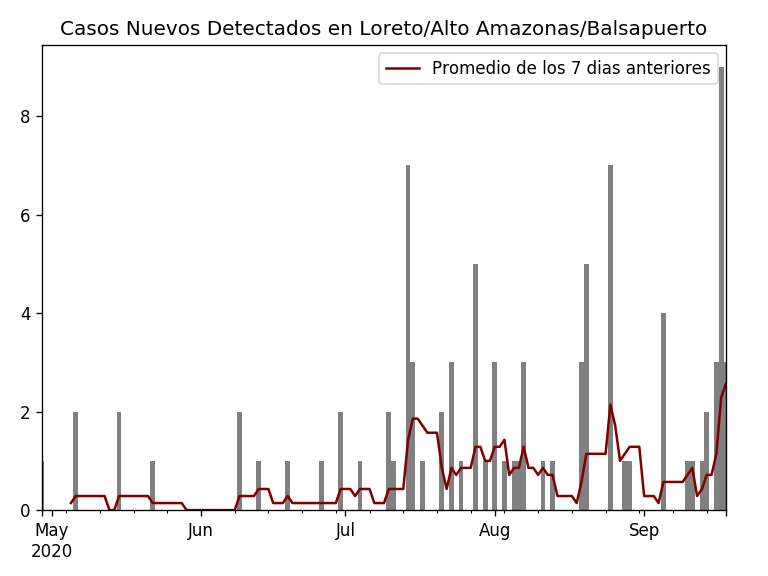 Casos Nuevos Detectados en Loreto/Alto Amazonas/Balsapuerto
Promedio de los 7 dias anteriores
8
6
4
2
0
May Jun Jul Aug Sep
2020